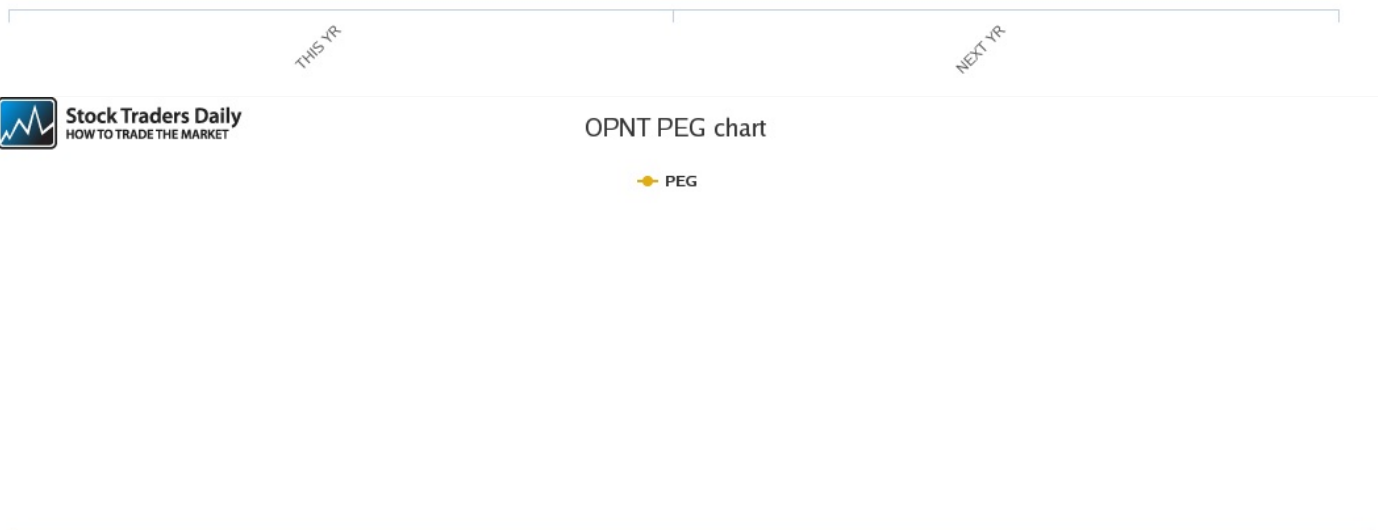 THIS YR
NEXT YR
Stock Traders Daily
HOW TO TRADE THE MARKET
OPNT PEG chart
PEG